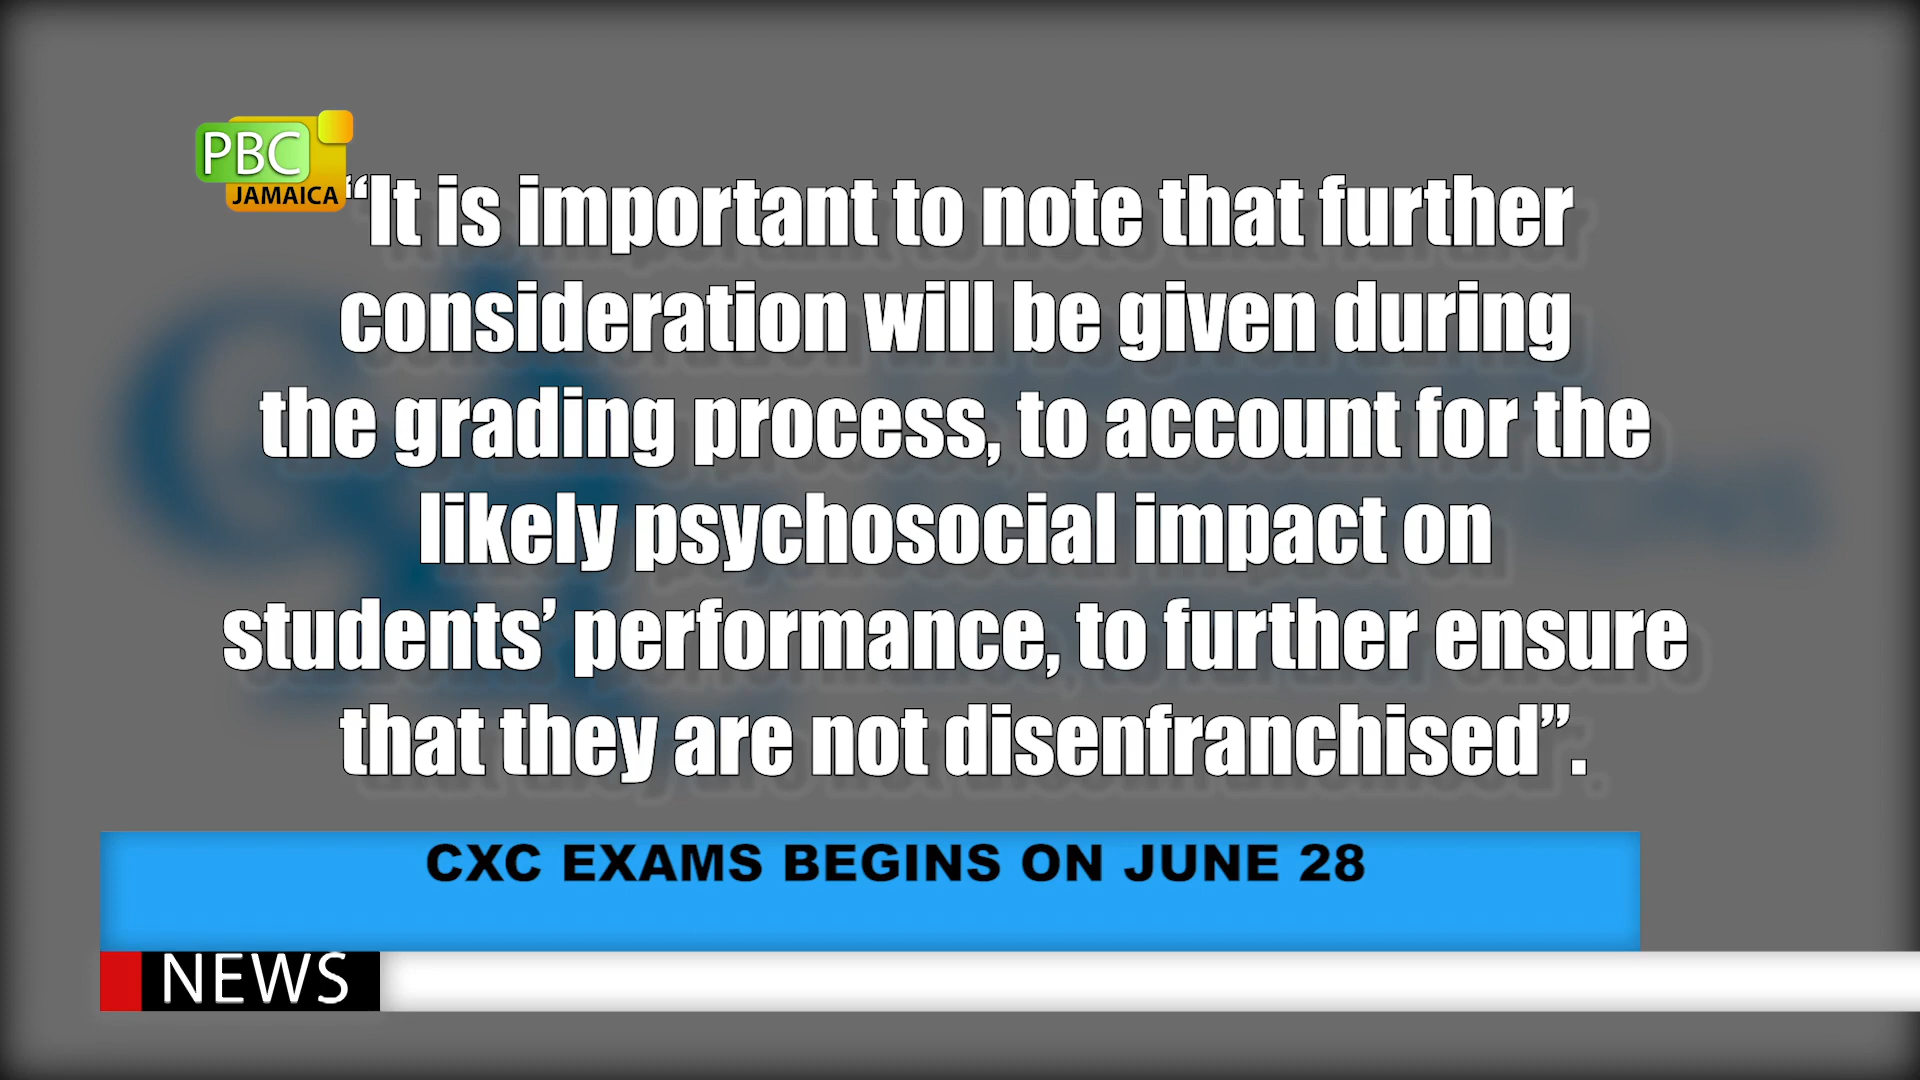 PBC
JAMAICA
“It is important to note that further
consideration will be given during
the grading process, to account for the
likely psychosocial impact on
students’ performance, to further ensure
that they are not disenfranchised”.
CXC EXAMS BEGINS ON JUNE 28
NEWS